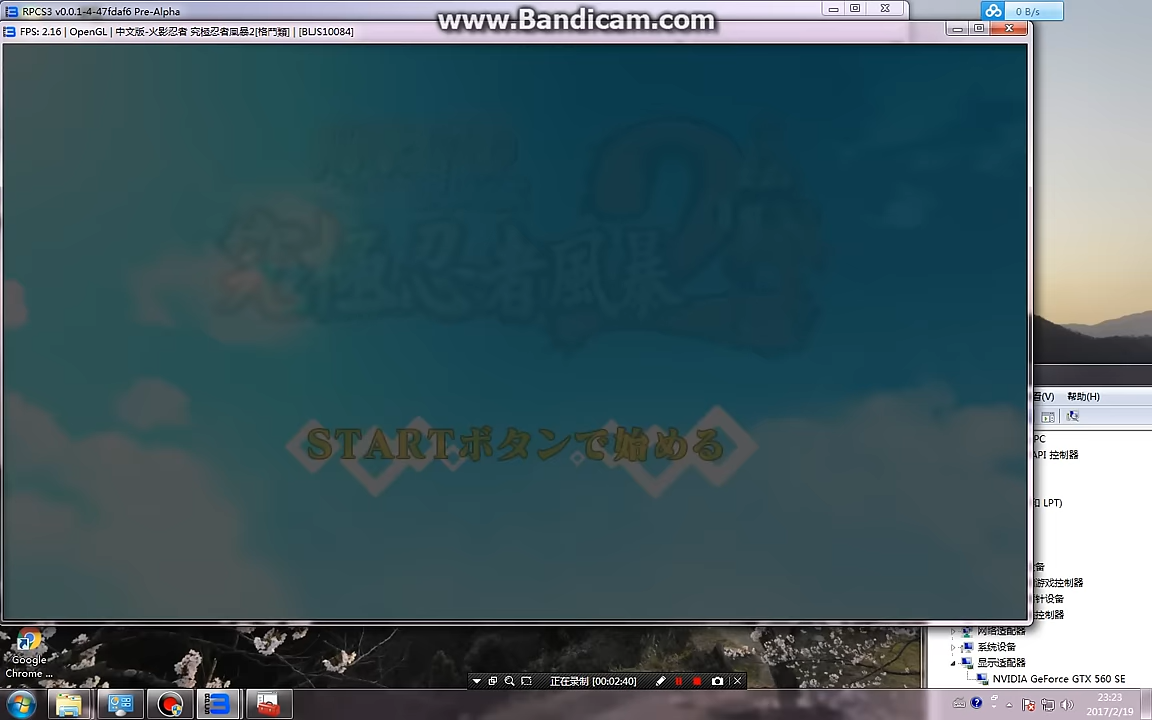 RPCS3 v0.0.1-4-47fdaf6 Pre-Alpha
www.Bandicam.com
0 B/s
FPS: 2.16 | OpenGL | 中文版-火影忍者 究極忍者風暴2[格鬥類] | [BLJS10084]
究極忍者風暴2
STARTボタンで始める
看(V) 帮助(H)
PC
API 控制器
和 LPT)
设备
游戏控制器
针设备
控制器
网络适配器
系统设备
显示适配器
NVIDIA GeForce GTX 560 SE
Google
Chrome ...
正在录制 [00:02:40]
23:23
2017/2/19